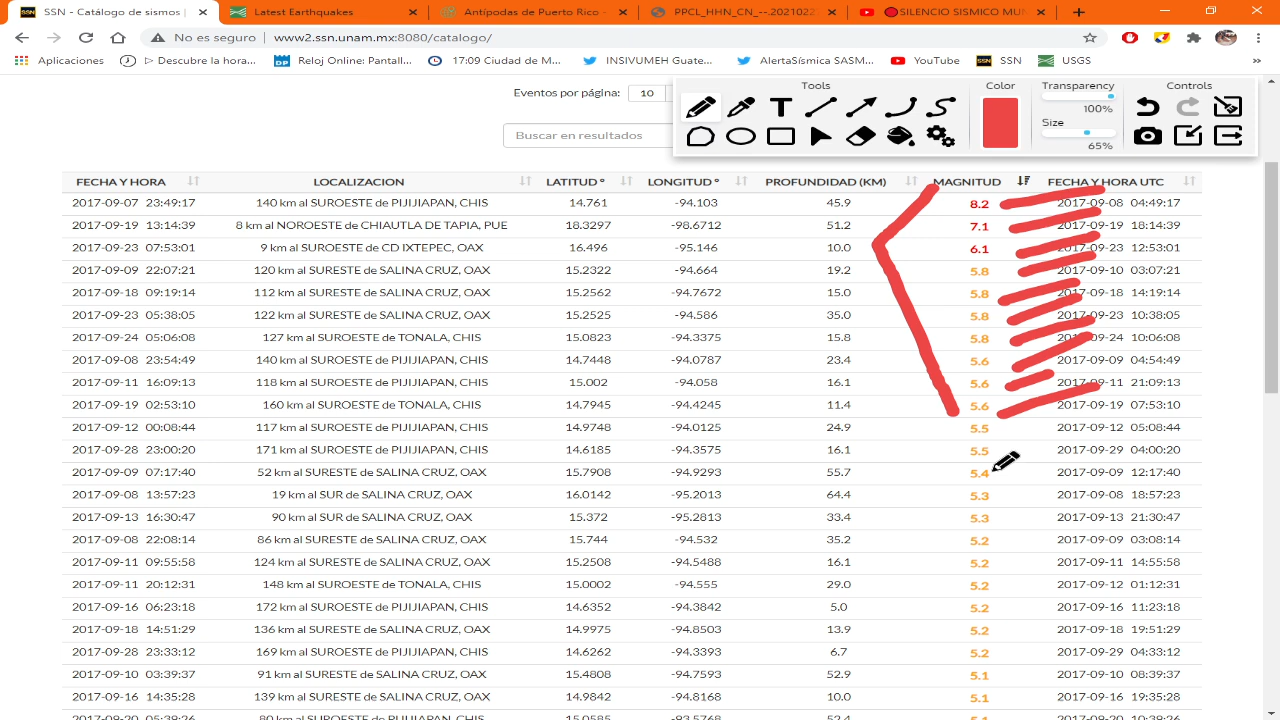 SSN - Catálogo de sismos |
Latest Earthquakes
Antípodas de Puerto Rico -
PPCL_HHN_CN_--.2021022
SILENCIO SISMICO MUN
No es seguro | www2.ssn.unam.mx:8080/catalogo/
Aplicaciones
Descubre la hora...
Reloj Online: Pantall...
17:09 Ciudad de M...
INSIVUMEH Guate...
AlertaSísmica SASM...
YouTube
SSN
USGS
»
Eventos por página: 10
Buscar en resultados
Tools Color Transparency Controls
100%
Size
65%
FECHA Y HORA LOCALIZACION LATITUD º LONGITUD º PROFUNDIDAD (KM) MAGNITUD FECHA Y HORA UTC
2017-09-07 23:49:17 140 km al SUROESTE de PIJIJIAPAN, CHIS 14.761 -94.103 45.9 8.2 2017-09-08 04:49:17
2017-09-19 13:14:39 8 km al NOROESTE de CHIAUTLA DE TAPIA, PUE 18.3297 -98.6712 51.2 7.1 2017-09-19 18:14:39
2017-09-23 07:53:01 9 km al SUROESTE de CD IXTEPEC, OAX 16.496 -95.146 10.0 6.1 2017-09-23 12:53:01
2017-09-09 22:07:21 120 km al SURESTE de SALINA CRUZ, OAX 15.2322 -94.664 19.2 5.8 2017-09-10 03:07:21
2017-09-18 09:19:14 112 km al SURESTE de SALINA CRUZ, OAX 15.2562 -94.7672 15.0 5.8 2017-09-18 14:19:14
2017-09-23 05:38:05 122 km al SURESTE de SALINA CRUZ, OAX 15.2525 -94.586 35.0 5.8 2017-09-23 10:38:05
2017-09-24 05:06:08 127 km al SUROESTE de TONALA, CHIS 15.0823 -94.3375 15.8 5.8 2017-09-24 10:06:08
2017-09-08 23:54:49 140 km al SUROESTE de PIJIJIAPAN, CHIS 14.7448 -94.0787 23.4 5.6 2017-09-09 04:54:49
2017-09-11 16:09:13 118 km al SUROESTE de PIJIJIAPAN, CHIS 15.002 -94.058 16.1 5.6 2017-09-11 21:09:13
2017-09-19 02:53:10 160 km al SUROESTE de TONALA, CHIS 14.7945 -94.4245 11.4 5.6 2017-09-19 07:53:10
2017-09-12 00:08:44 117 km al SUROESTE de PIJIJIAPAN, CHIS 14.9748 -94.0125 24.9 5.5 2017-09-12 05:08:44
2017-09-28 23:00:20 171 km al SUROESTE de PIJIJIAPAN, CHIS 14.6185 -94.3575 16.1 5.5 2017-09-29 04:00:20
2017-09-09 07:17:40 52 km al SURESTE de SALINA CRUZ, OAX 15.7908 -94.9293 55.7 5.4 2017-09-09 12:17:40
2017-09-08 13:57:23 19 km al SUR de SALINA CRUZ, OAX 16.0142 -95.2013 64.4 5.3 2017-09-08 18:57:23
2017-09-13 16:30:47 90 km al SUR de SALINA CRUZ, OAX 15.372 -95.2813 33.4 5.3 2017-09-13 21:30:47
2017-09-08 22:08:14 86 km al SURESTE de SALINA CRUZ, OAX 15.744 -94.532 35.2 5.2 2017-09-09 03:08:14
2017-09-11 09:55:58 124 km al SURESTE de SALINA CRUZ, OAX 15.2508 -94.5485 16.1 5.2 2017-09-11 14:55:58
2017-09-11 20:12:31 148 km al SUROESTE de TONALA, CHIS 15.0002 -94.555 29.0 5.2 2017-09-12 01:12:31
2017-09-16 06:23:18 172 km al SUROESTE de PIJIJIAPAN, CHIS 14.6352 -94.3842 5.0 5.2 2017-09-16 11:23:18
2017-09-18 14:51:29 136 km al SURESTE de SALINA CRUZ, OAX 14.9975 -94.8503 13.9 5.2 2017-09-18 19:51:29
2017-09-28 23:33:12 169 km al SUROESTE de PIJIJIAPAN, CHIS 14.6262 -94.3393 6.7 5.2 2017-09-29 04:33:12
2017-09-10 03:39:37 91 km al SURESTE de SALINA CRUZ, OAX 15.4808 -94.7593 52.9 5.1 2017-09-10 08:39:37
2017-09-16 14:35:28 139 km al SURESTE de SALINA CRUZ, OAX 14.9842 -94.8168 10.0 5.1 2017-09-16 19:35:28